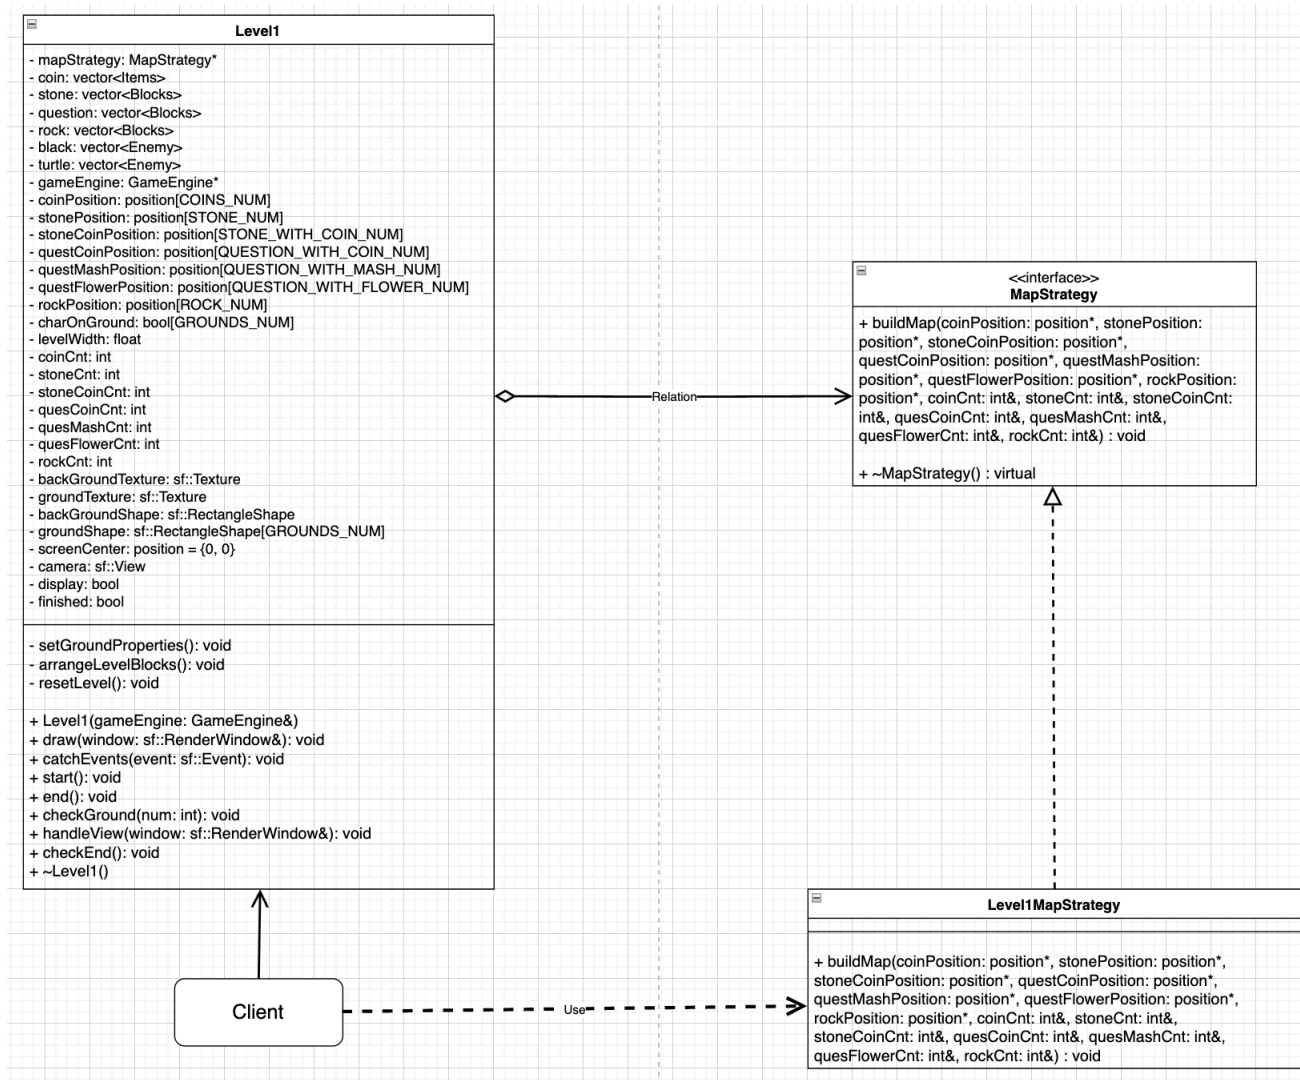 Level1
- mapStrategy: MapStrategy*
- coin: vector<Items>
- stone: vector<Blocks>
- question: vector<Blocks>
- rock: vector<Blocks>
- black: vector<Enemy>
- turtle: vector<Enemy>
- gameEngine: GameEngine*
- coinPosition: position[COINS_NUM]
- stonePosition: position[STONE_NUM]
- stoneCoinPosition: position[STONE_WITH_COIN_NUM]
- questCoinPosition: position[QUESTION_WITH_COIN_NUM]
- questMashPosition: position[QUESTION_WITH_MASH_NUM]
- questFlowerPosition: position[QUESTION_WITH_FLOWER_NUM]
- rockPosition: position[ROCK_NUM]
- charOnGround: bool[GROUNDS_NUM]
- levelWidth: float
- coinCnt: int
- stoneCnt: int
- stoneCoinCnt: int
- quesCoinCnt: int
- quesMashCnt: int
- quesFlowerCnt: int
- rockCnt: int
- backGroundTexture: sf::Texture
- groundTexture: sf::Texture
- backGroundShape: sf::RectangleShape
- groundShape: sf::RectangleShape[GROUNDS_NUM]
- screenCenter: position = {0, 0}
- camera: sf::View
- display: bool
- finished: bool
- setGroundProperties(): void
- arrangeLevelBlocks(): void
- resetLevel(): void
+ Level1(gameEngine: GameEngine&)
+ draw(window: sf::RenderWindow&): void
+ catchEvents(event: sf::Event): void
+ start(): void
+ end(): void
+ checkGround(num: int): void
+ handleView(window: sf::RenderWindow&): void
+ checkEnd(): void
+ ~Level1()
Relation
<<interface>>
MapStrategy
+ buildMap(coinPosition: position*, stonePosition:
position*, stoneCoinPosition: position*,
questCoinPosition: position*, questMashPosition:
position*, questFlowerPosition: position*, rockPosition:
position*, coinCnt: int&, stoneCnt: int&, stoneCoinCnt:
int&, quesCoinCnt: int&, quesMashCnt: int&,
quesFlowerCnt: int&, rockCnt: int&) : void
+ ~MapStrategy() : virtual
Client
Use
Level1MapStrategy
+ buildMap(coinPosition: position*, stonePosition: position*,
stoneCoinPosition: position*, questCoinPosition: position*,
questMashPosition: position*, questFlowerPosition: position*,
rockPosition: position*, coinCnt: int&, stoneCnt: int&,
stoneCoinCnt: int&, quesCoinCnt: int&, quesMashCnt: int&,
quesFlowerCnt: int&, rockCnt: int&) : void